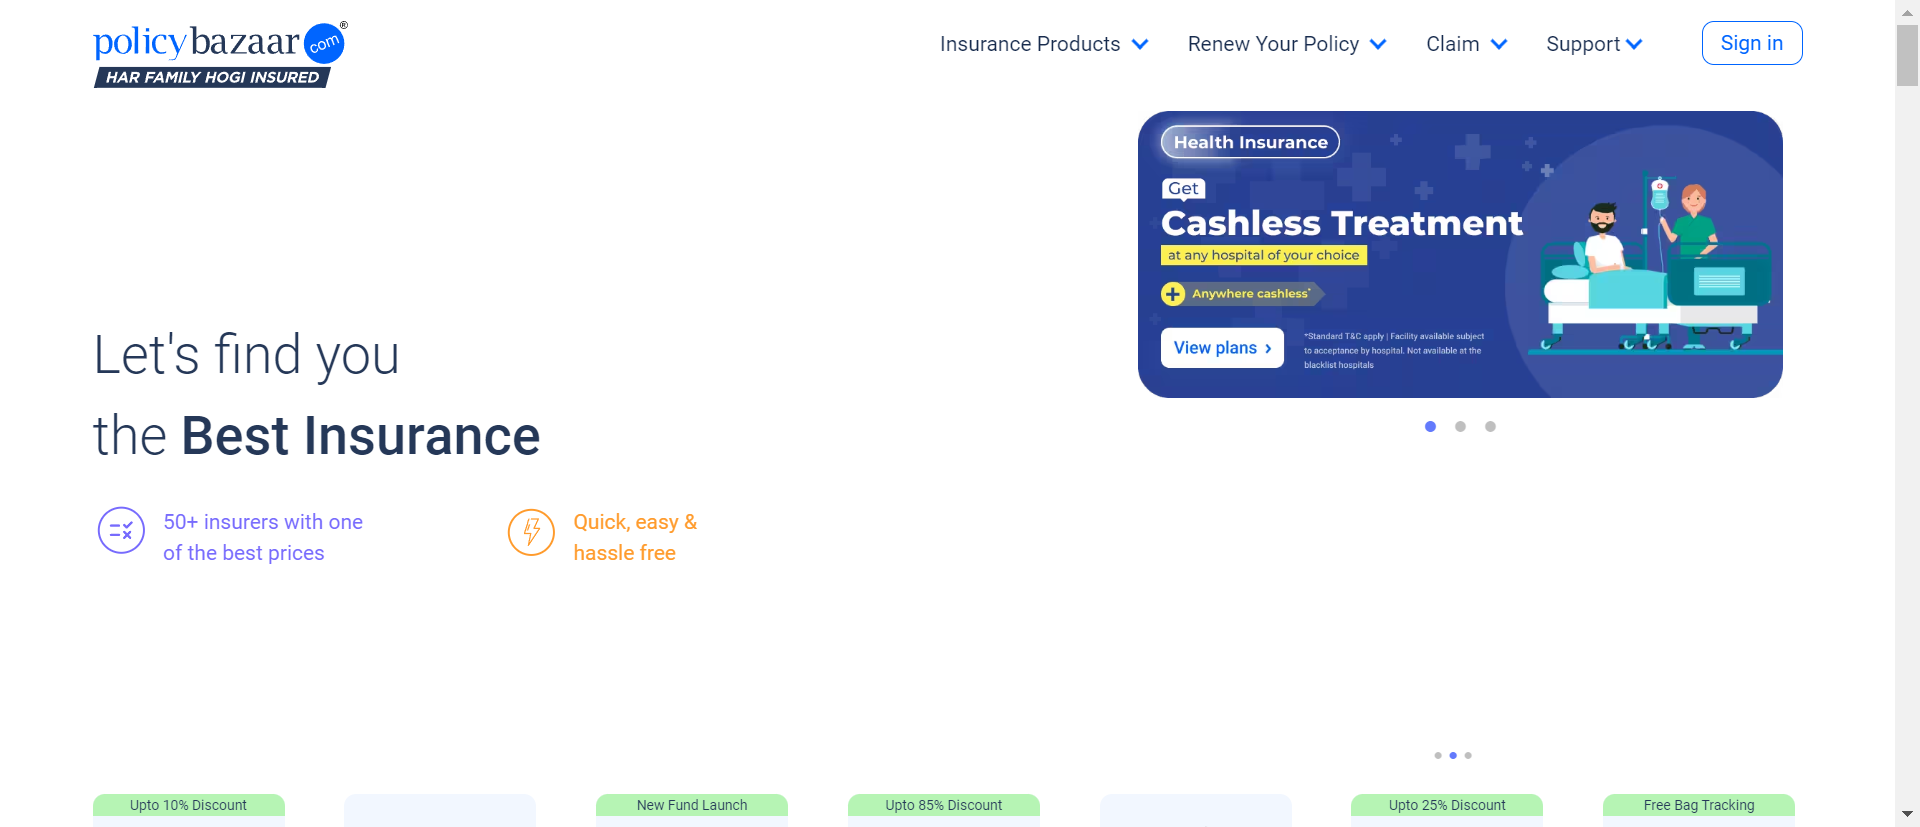 policybazaar com ®
HAR FAMILY HOGI INSURED
Insurance Products
Renew Your Policy
Claim
Support
Sign in
Health Insurance
Get
Cashless Treatment
at any hospital of your choice
Anywhere cashless*
View plans
*Standard T&C apply | Facility available subject
to acceptance by hospital. Not available at the
blacklist hospitals
Let's find you
the Best Insurance
50+ insurers with one
of the best prices
Quick, easy &
hassle free
Upto 10% Discount
New Fund Launch
Upto 85% Discount
Upto 25% Discount
Free Bag Tracking